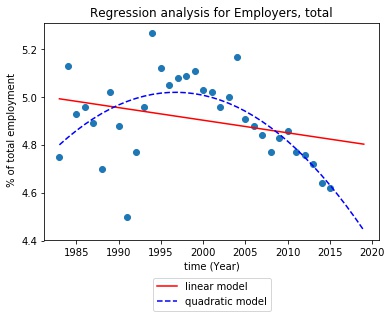 Regression analysis for Employers, total
% of total employment
5.2
5.0
4.8
4.6
4.4
1985 1990 1995 2000 2005 2010 2015 2020
time (Year)
linear model
quadratic model